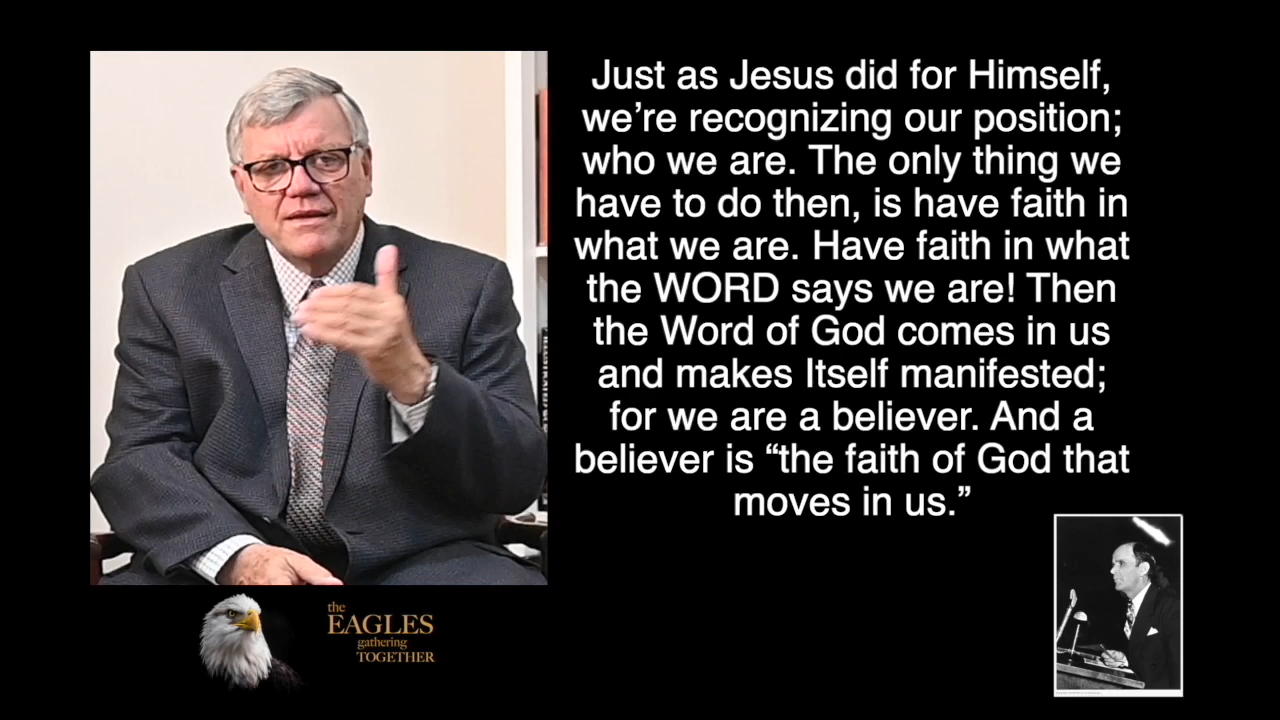 Just as Jesus did for Himself,
we’re recognizing our position;
who we are. The only thing we
have to do then, is have faith in
what we are. Have faith in what
the WORD says we are! Then
the Word of God comes in us
and makes Itself manifested;
for we are a believer. And a
believer is “the faith of God that
moves in us.”
the
EAGLES
gathering
TOGETHER